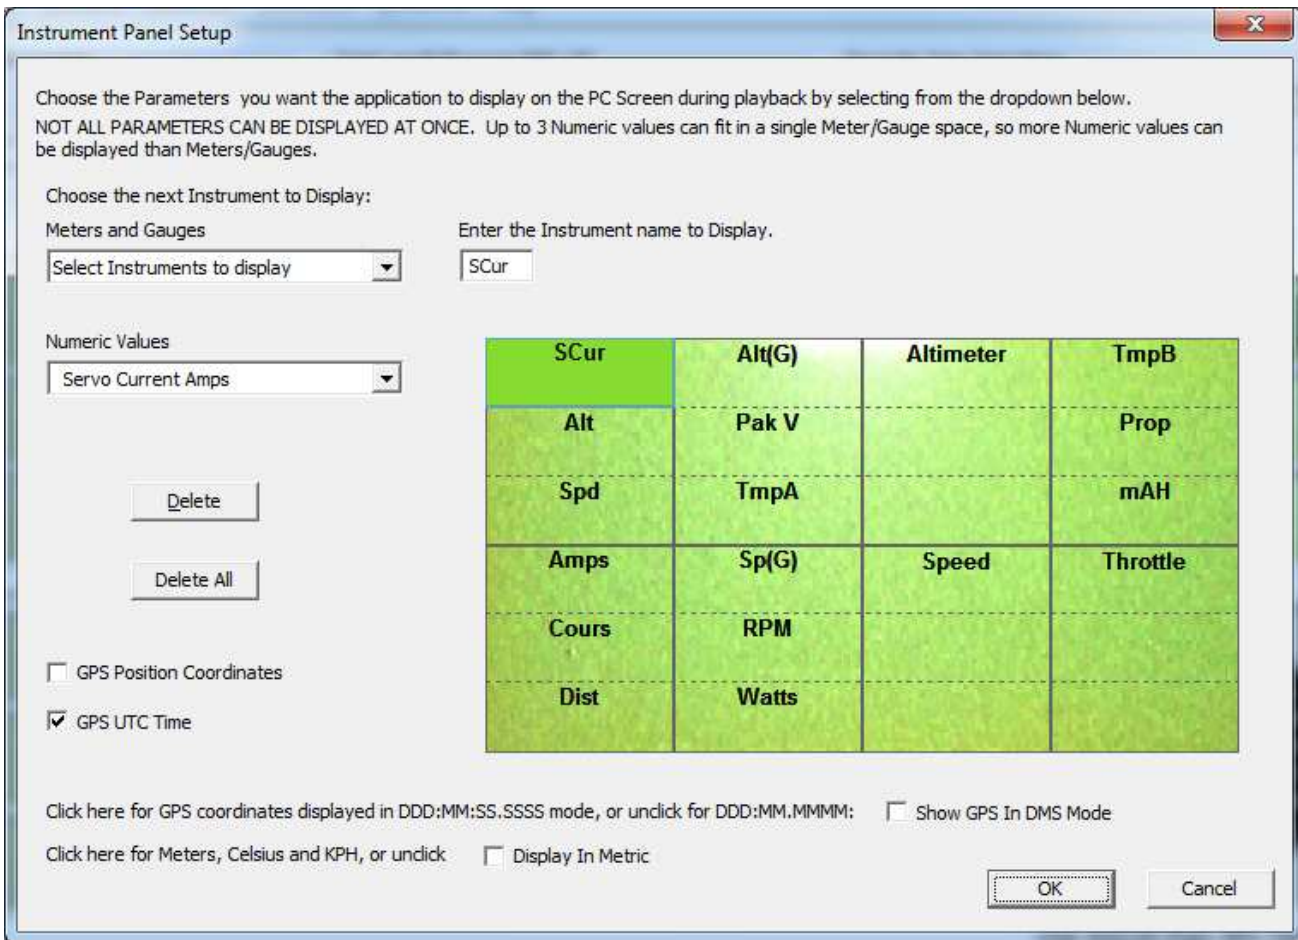 Instrument Panel Setup
Choose the Parameters you want the application to display on the PC Screen during playback by selecting from the dropdown below.
NOT ALL PARAMETERS CAN BE DISPLAYED AT ONCE. Up to 3 Numeric values can fit in a single Meter/Gauge space, so more Numeric values can
be displayed than Meters/Gauges.
Choose the next Instrument to Display:
Meters and Gauges
Enter the Instrument name to Display.
Select Instruments to display
SCur
Numeric Values
Servo Current Amps
SCur Alt(G) Altimeter TmpB
Alt Pak V Prop
Spd TmpA mAH
Amps Sp(G) Speed Throttle
Cours RPM
Dist Watts
Delete
Delete All
GPS Position Coordinates
GPS UTC Time
Click here for GPS coordinates displayed in DDD:MM:SS.SSSS mode, or unclick for DDD:MM.MMMM:
Show GPS In DMS Mode
Click here for Meters, Celsius and KPH, or unclick
Display In Metric
OK
Cancel